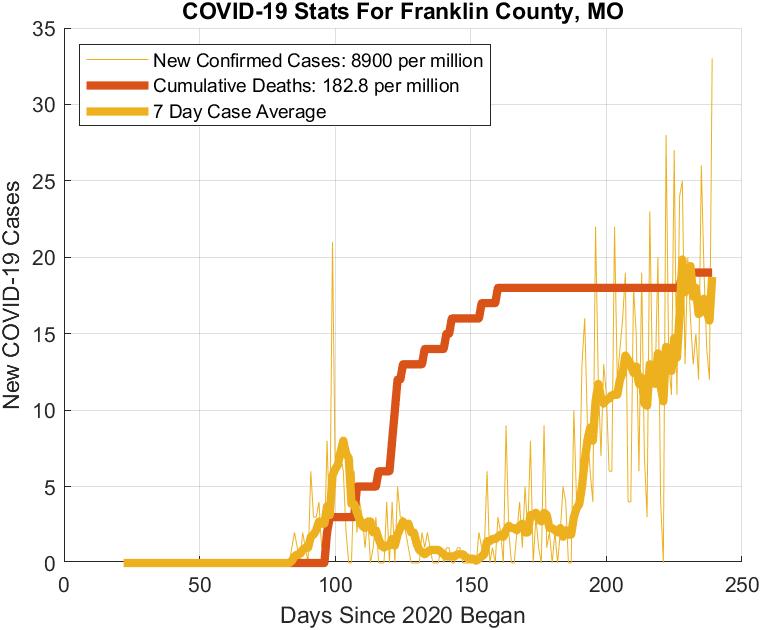 COVID-19 Stats For Franklin County, MO
New Confirmed Cases: 8900 per million
Cumulative Deaths: 182.8 per million
7 Day Case Average
New COVID-19 Cases
35
30
25
20
15
10
5
0
0 50 100 150 200 250
Days Since 2020 Began